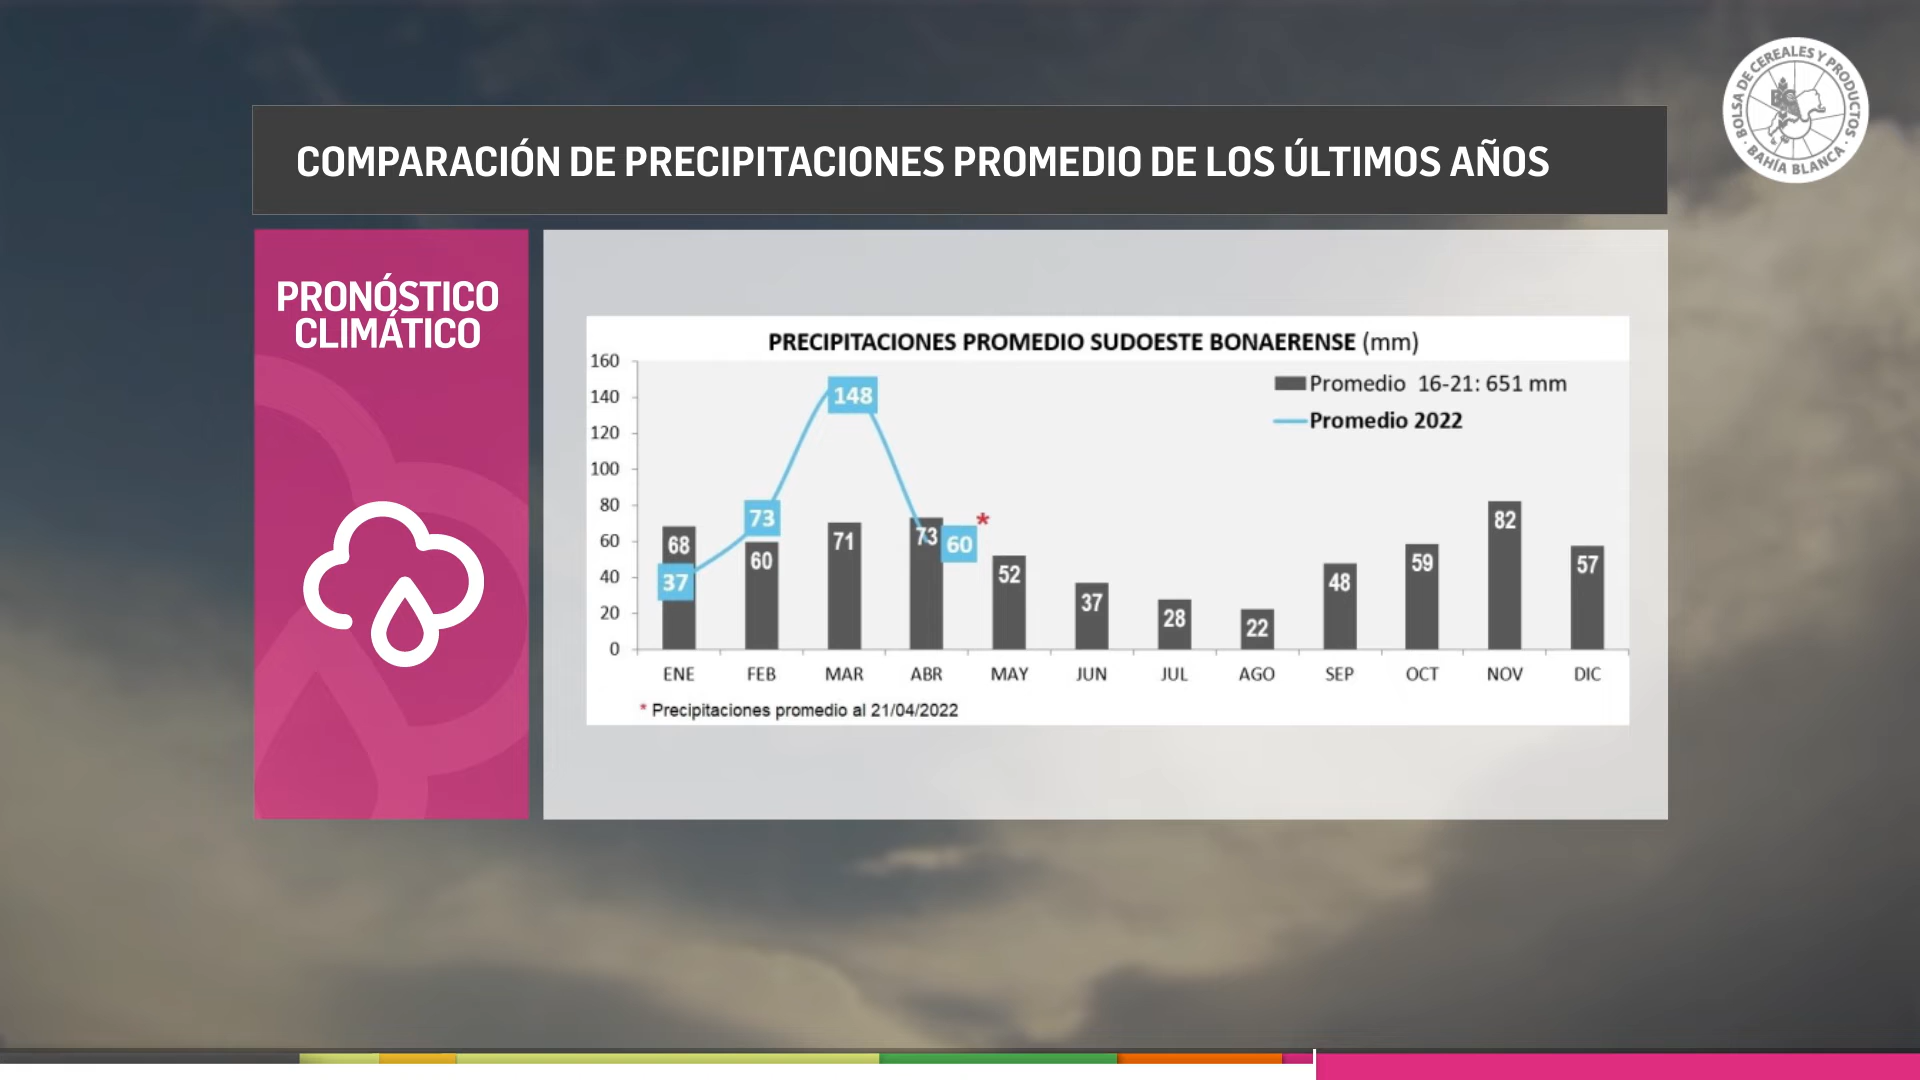 BOLSA DE CEREALES Y PRODUCTOS
· BAHÍA BLANCA ·
COMPARACIÓN DE PRECIPITACIONES PROMEDIO DE LOS ÚLTIMOS AÑOS
PRONÓSTICO
CLIMÁTICO
PRECIPITACIONES PROMEDIO SUDOESTE BONAERENSE (mm)
Promedio 16-21: 651 mm
Promedio 2022
160
140
120
100
80
60
40
20
0
68
37
73
60
148
71
73
60 *
52
37
28
22
48
59
82
57
ENE FEB MAR ABR MAY JUN JUL AGO SEP OCT NOV DIC
* Precipitaciones promedio al 21/04/2022